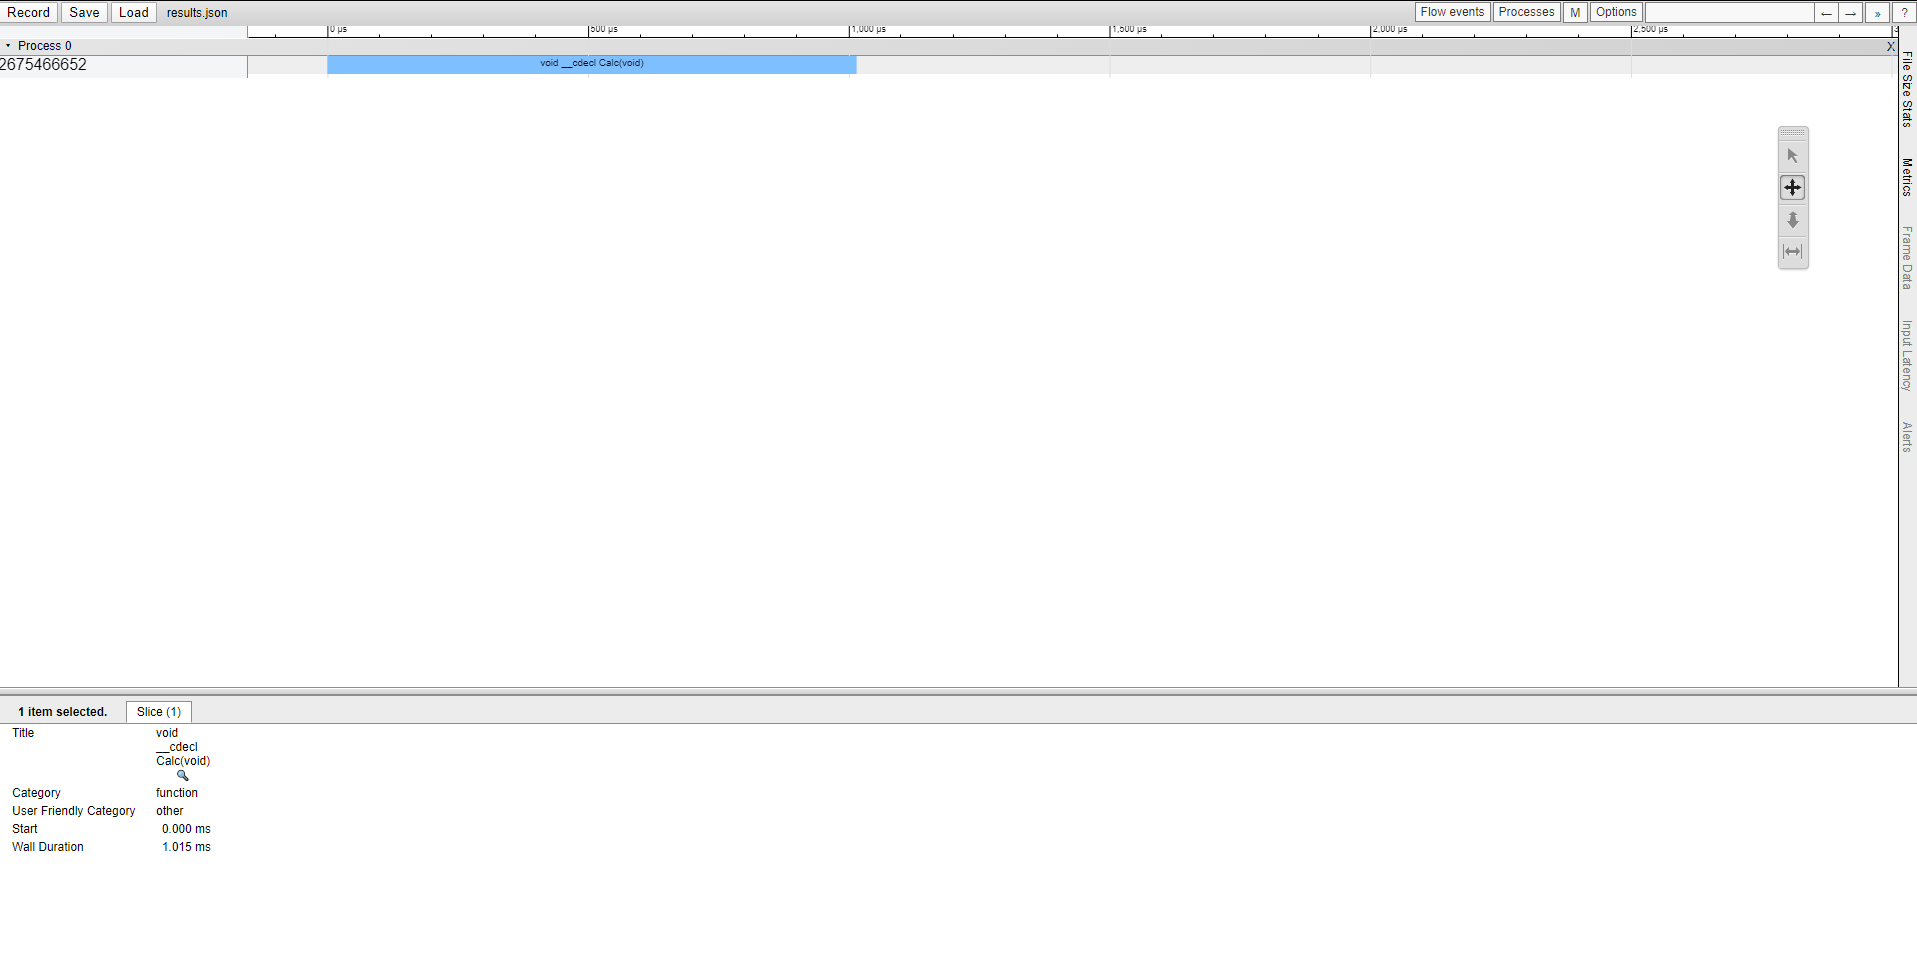 Record Save Load results.json Flow events Processes M Options ← → » ?
0 µs 500 µs 1,000 µs 1,500 µs 2,000 µs 2,500 µs 3
Process 0 X
2675466652 void __cdecl Calc(void)
File Size Stats
Metrics
Frame Data
Input Latency
Alerts
1 item selected. Slice (1)
Title void
__cdecl
Calc(void)
Category function
User Friendly Category other
Start 0.000 ms
Wall Duration 1.015 ms